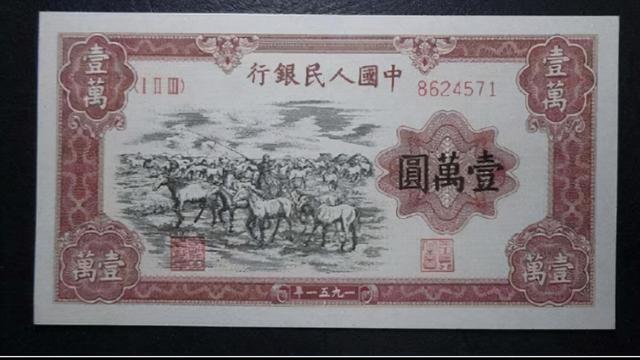 中國人民銀行
壹萬
壹萬
(Ⅰ Ⅱ Ⅲ)
8624571
壹萬圓
壹萬
壹萬
一九五一年